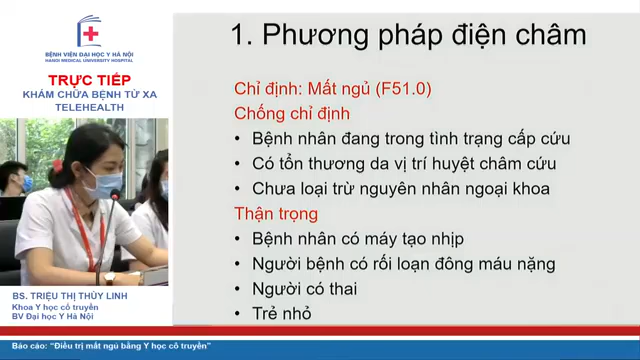 BỆNH VIỆN ĐẠI HỌC Y HÀ NỘI
HANOI MEDICAL UNIVERSITY HOSPITAL
TRỰC TIẾP
KHÁM CHỮA BỆNH TỪ XA
TELEHEALTH
BS. TRIỆU THỊ THÙY LINH
Khoa Y học cổ truyền
BV Đại học Y Hà Nội
1. Phương pháp điện châm
Chỉ định: Mất ngủ (F51.0)
Chống chỉ định
• Bệnh nhân đang trong tình trạng cấp cứu
• Có tổn thương da vị trí huyệt châm cứu
• Chưa loại trừ nguyên nhân ngoại khoa
Thận trọng
• Bệnh nhân có máy tạo nhịp
• Người bệnh có rối loạn đông máu nặng
• Người có thai
• Trẻ nhỏ
Báo cáo: "Điều trị mất ngủ bằng Y học cổ truyền"